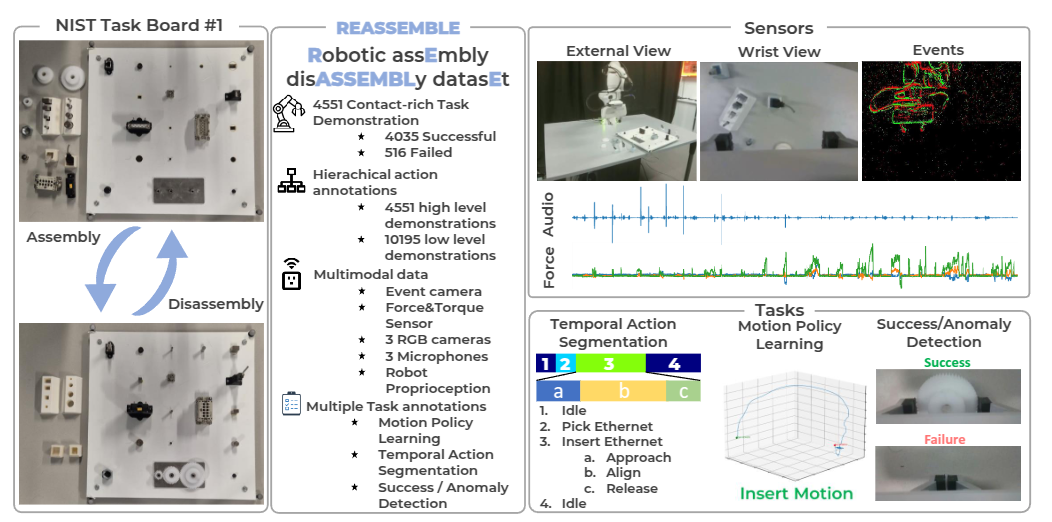 NIST Task Board #1
Assembly
Disassembly
REASSEMBLE
Robotic assEmbly
disASSEMBLy datasEt
4551 Contact-rich Task
Demonstration
★ 4035 Successful
★ 516 Failed
Hierachical action
annotations
★ 4551 high level
demonstrations
★ 10195 low level
demonstrations
Multimodal data
★ Event camera
★ Force&Torque
Sensor
★ 3 RGB cameras
★ 3 Microphones
★ Robot
Proprioception
Multiple Task annotations
★ Motion Policy
Learning
★ Temporal Action
Segmentation
★ Success / Anomaly
Detection
Sensors
External View
Wrist View
Events
Audio
Force
Tasks
Temporal Action
Segmentation
1 2 3 4
a b c
1. Idle
2. Pick Ethernet
3. Insert Ethernet
a. Approach
b. Align
c. Release
4. Idle
Motion Policy
Learning
Insert Motion
Success/Anomaly
Detection
Success
Failure